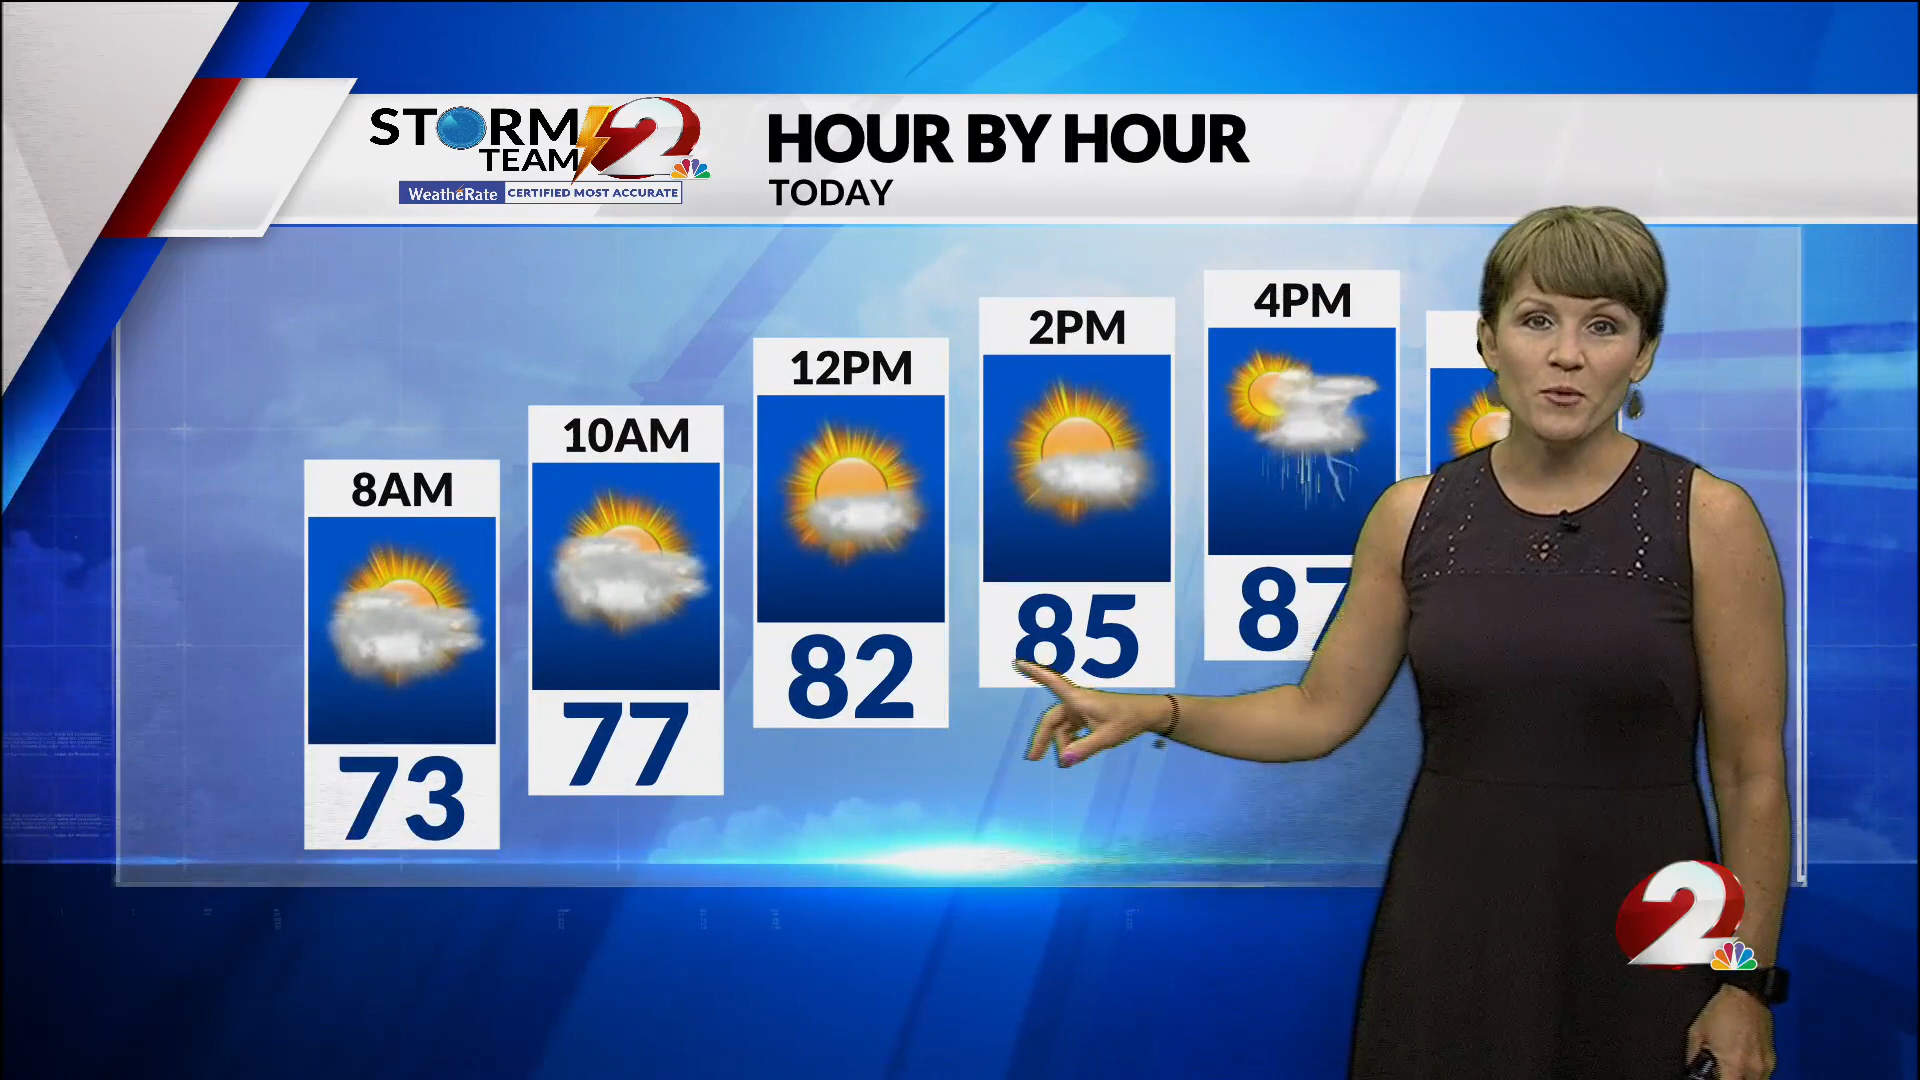 STORM
TEAM 2
WeatheRate CERTIFIED MOST ACCURATE
HOUR BY HOUR
TODAY
8AM
73
10AM
77
12PM
82
2PM
85
4PM
87
2